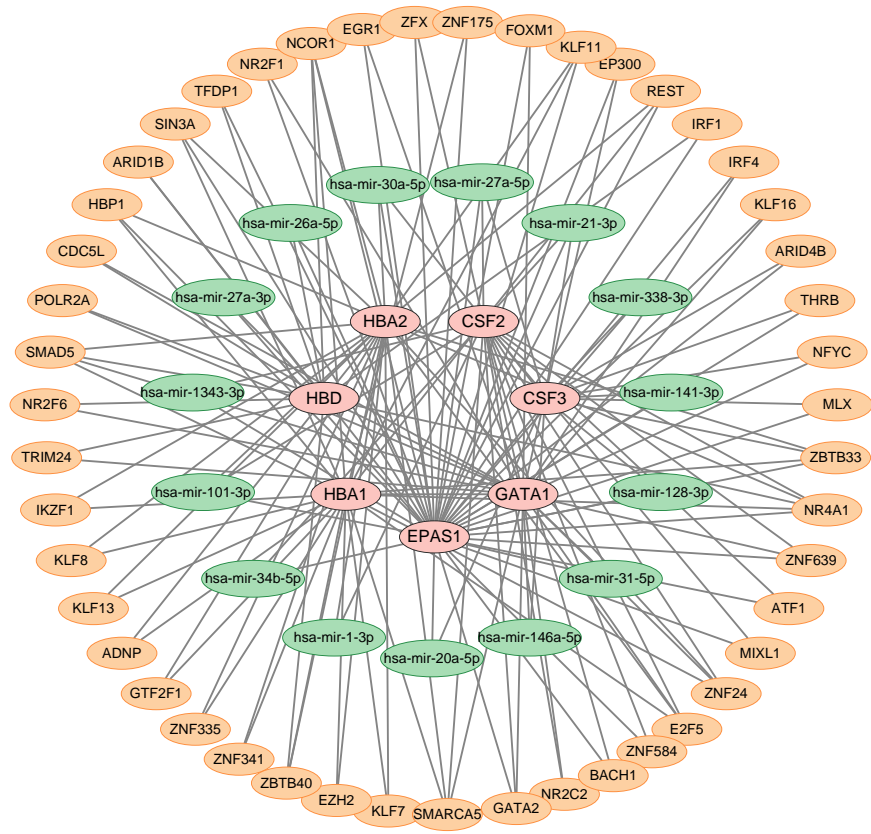 ZFX
ZNF175
EGR1
FOXM1
NCOR1
KLF11
NR2F1
EP300
TFDP1
REST
SIN3A
IRF1
ARID1B
IRF4
hsa-mir-30a-5p
hsa-mir-27a-5p
HBP1
KLF16
hsa-mir-26a-5p
hsa-mir-21-3p
CDC5L
ARID4B
hsa-mir-27a-3p
hsa-mir-338-3p
POLR2A
THRB
HBA2
CSF2
SMAD5
NFYC
hsa-mir-1343-3p
hsa-mir-141-3p
HBD
CSF3
NR2F6
MLX
TRIM24
ZBTB33
hsa-mir-101-3p
HBA1
GATA1
hsa-mir-128-3p
IKZF1
NR4A1
EPAS1
KLF8
ZNF639
hsa-mir-34b-5p
hsa-mir-31-5p
KLF13
ATF1
hsa-mir-1-3p
hsa-mir-146a-5p
ADNP
hsa-mir-20a-5p
MIXL1
GTF2F1
ZNF24
ZNF335
E2F5
ZNF341
ZNF584
ZBTB40
BACH1
EZH2
NR2C2
KLF7
SMARCA5
GATA2